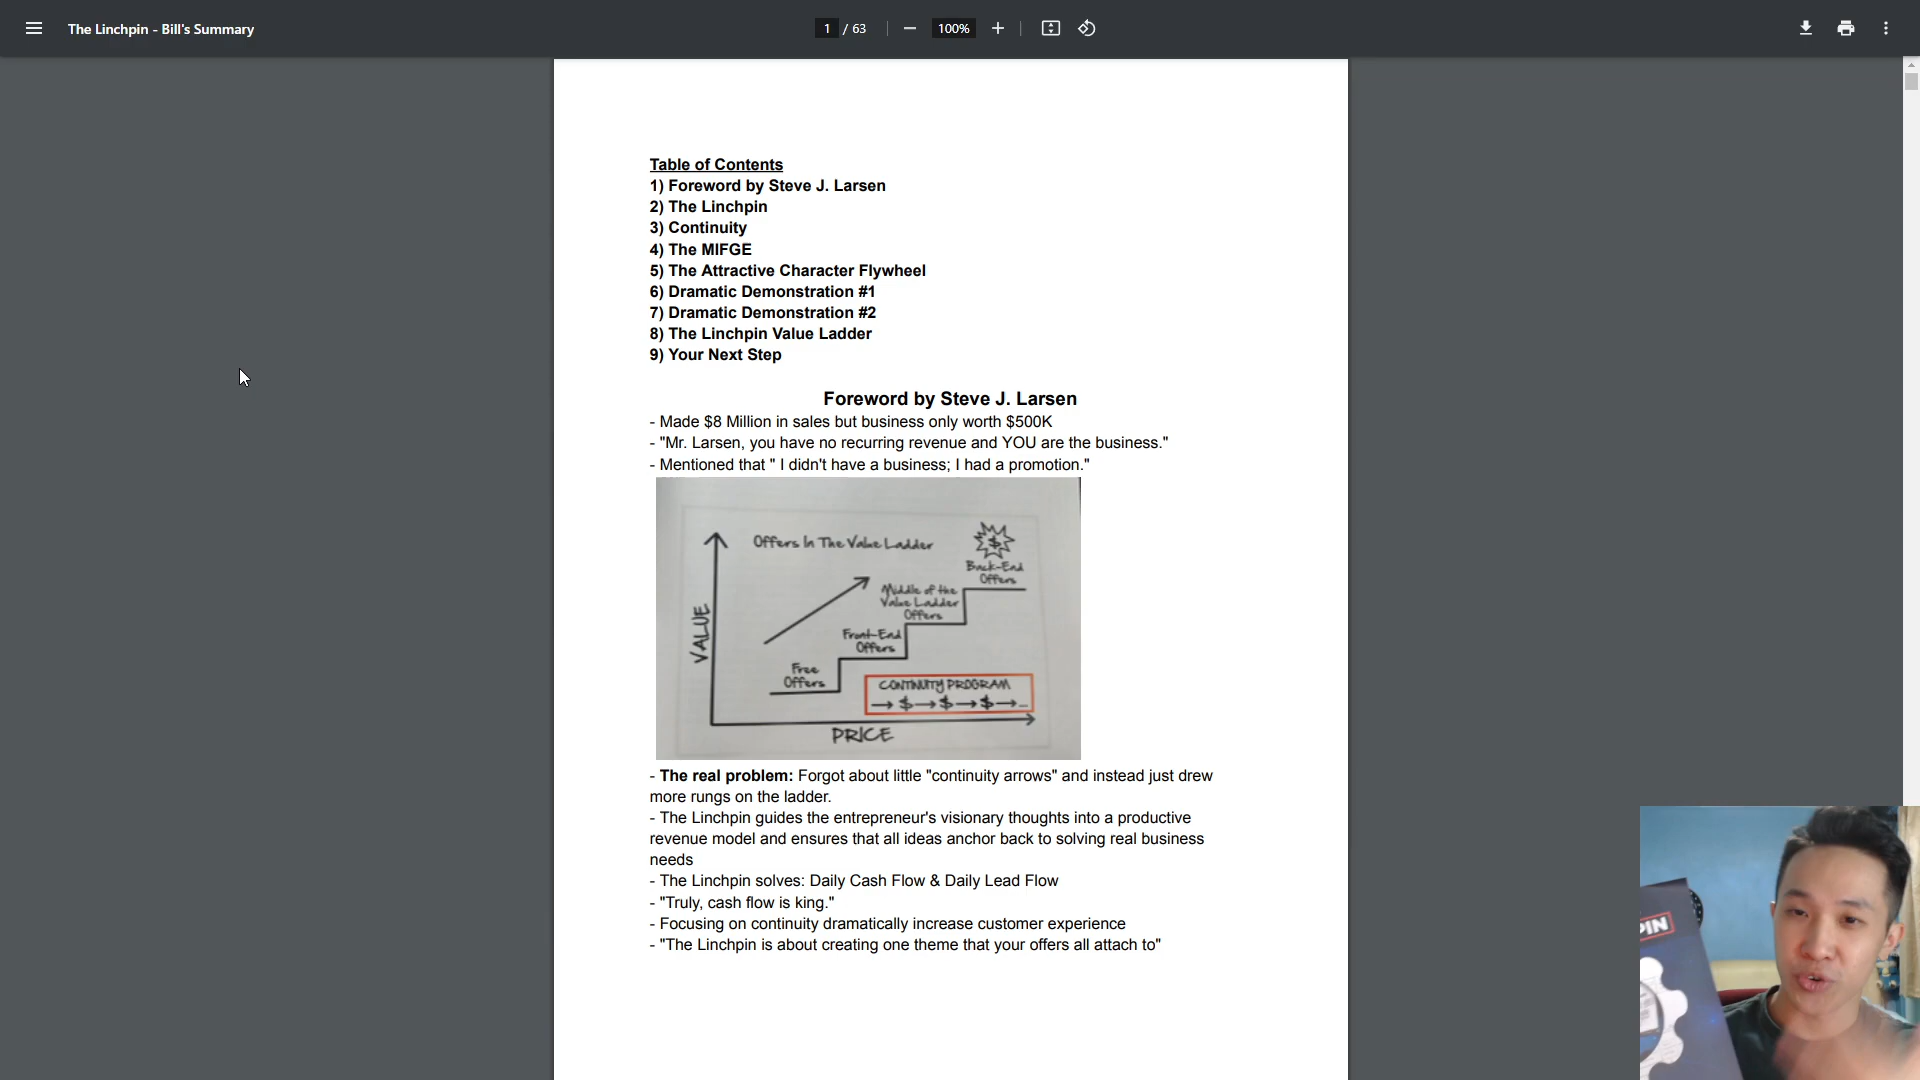 The Linchpin - Bill's Summary
1 / 63
100%
Table of Contents
1) Foreword by Steve J. Larsen
2) The Linchpin
3) Continuity
4) The MIFGE
5) The Attractive Character Flywheel
6) Dramatic Demonstration #1
7) Dramatic Demonstration #2
8) The Linchpin Value Ladder
9) Your Next Step
Foreword by Steve J. Larsen
- Made $8 Million in sales but business only worth $500K
- "Mr. Larsen, you have no recurring revenue and YOU are the business."
- Mentioned that " I didn't have a business; I had a promotion."
Offers In The Value Ladder
$
Back-End
Offers
Middle of the
Value Ladder
Offers
Front-End
Offers
Free
Offers
CONTINUITY PROGRAM
→ $ → $ → $ → ...
VALUE
PRICE
- The real problem: Forgot about little "continuity arrows" and instead just drew
more rungs on the ladder.
- The Linchpin guides the entrepreneur's visionary thoughts into a productive
revenue model and ensures that all ideas anchor back to solving real business
needs
- The Linchpin solves: Daily Cash Flow & Daily Lead Flow
- "Truly, cash flow is king."
- Focusing on continuity dramatically increase customer experience
- "The Linchpin is about creating one theme that your offers all attach to"
PIN